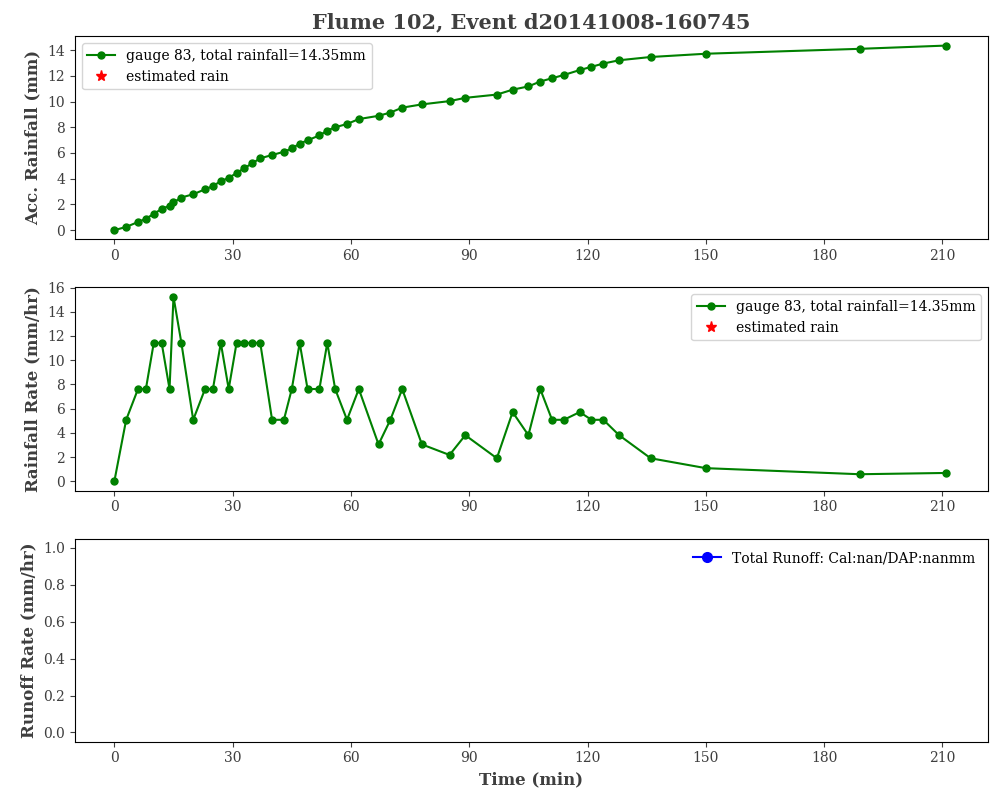 Flume 102, Event d20141008-160745
Acc. Rainfall (mm)
14
12
10
8
6
4
2
0
gauge 83, total rainfall=14.35mm
estimated rain
0 30 60 90 120 150 180 210
Rainfall Rate (mm/hr)
16
14
12
10
8
6
4
2
0
gauge 83, total rainfall=14.35mm
estimated rain
0 30 60 90 120 150 180 210
Runoff Rate (mm/hr)
1.0
0.8
0.6
0.4
0.2
0.0
Total Runoff: Cal:nan/DAP:nanmm
0 30 60 90 120 150 180 210
Time (min)